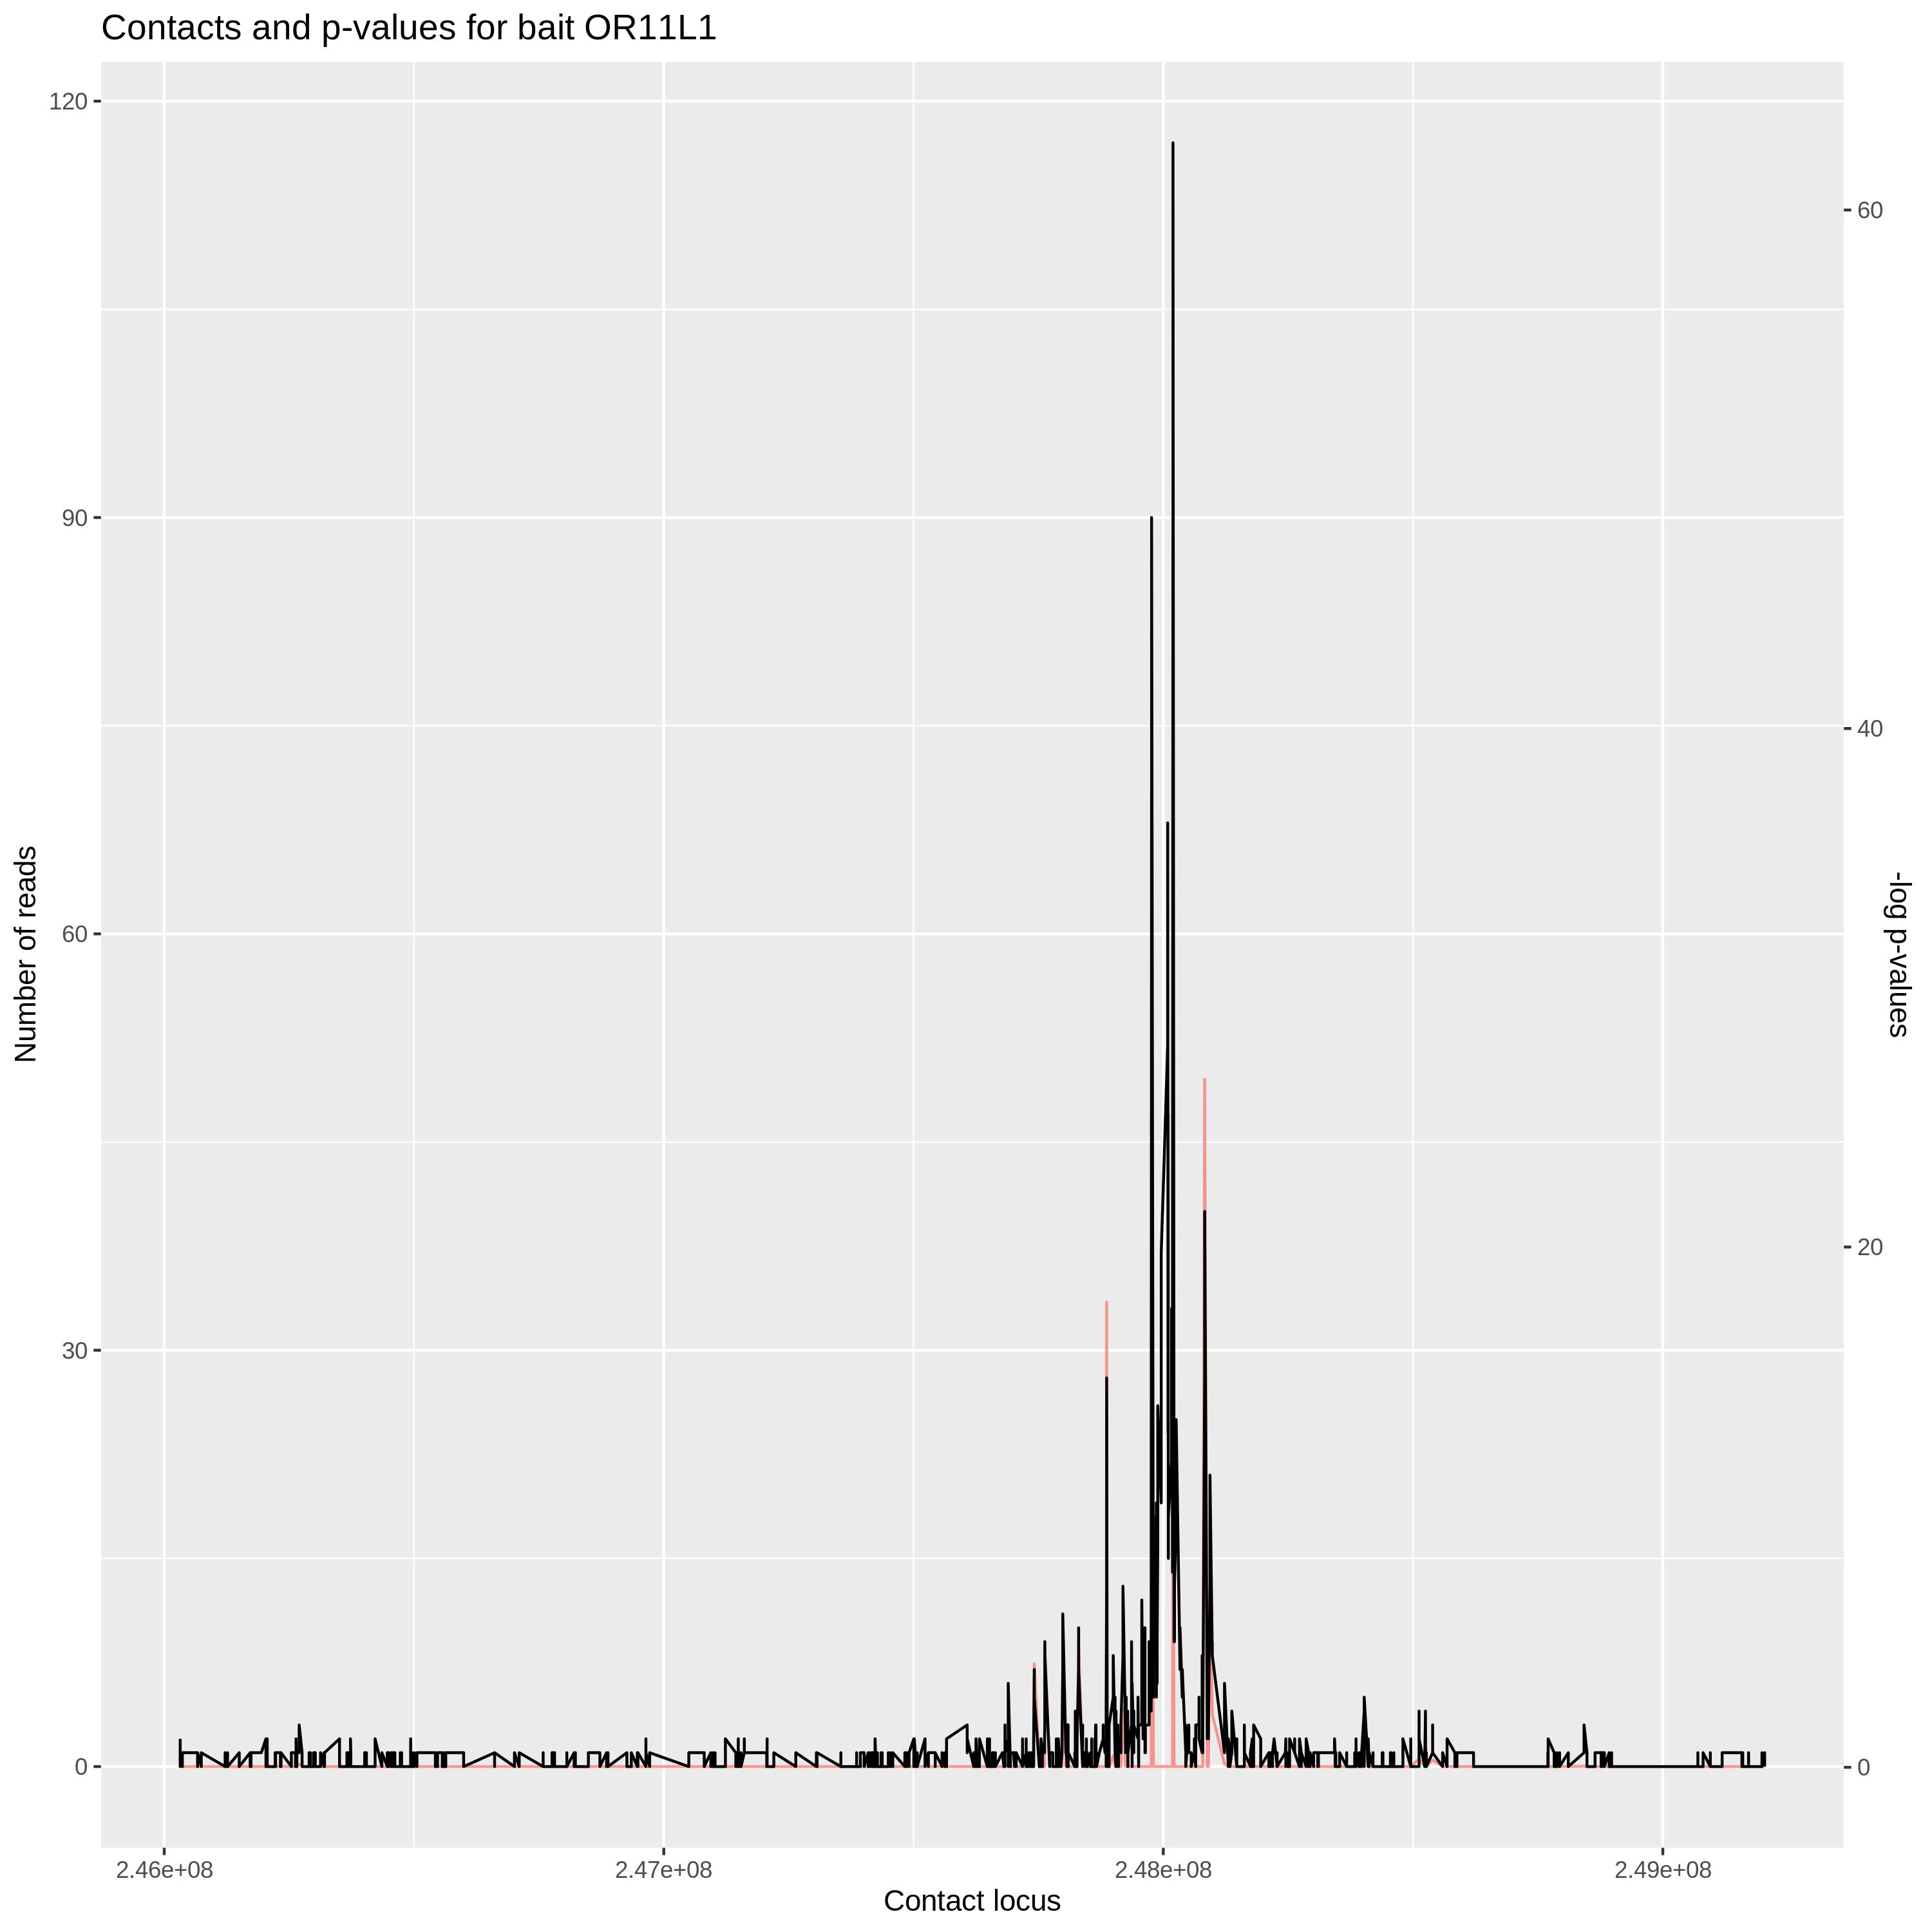 Contacts and p-values for bait OR11L1
120
90
60
30
0
Number of reads
60
40
20
0
-log p-values
2.46e+08
2.47e+08
2.48e+08
2.49e+08
Contact locus